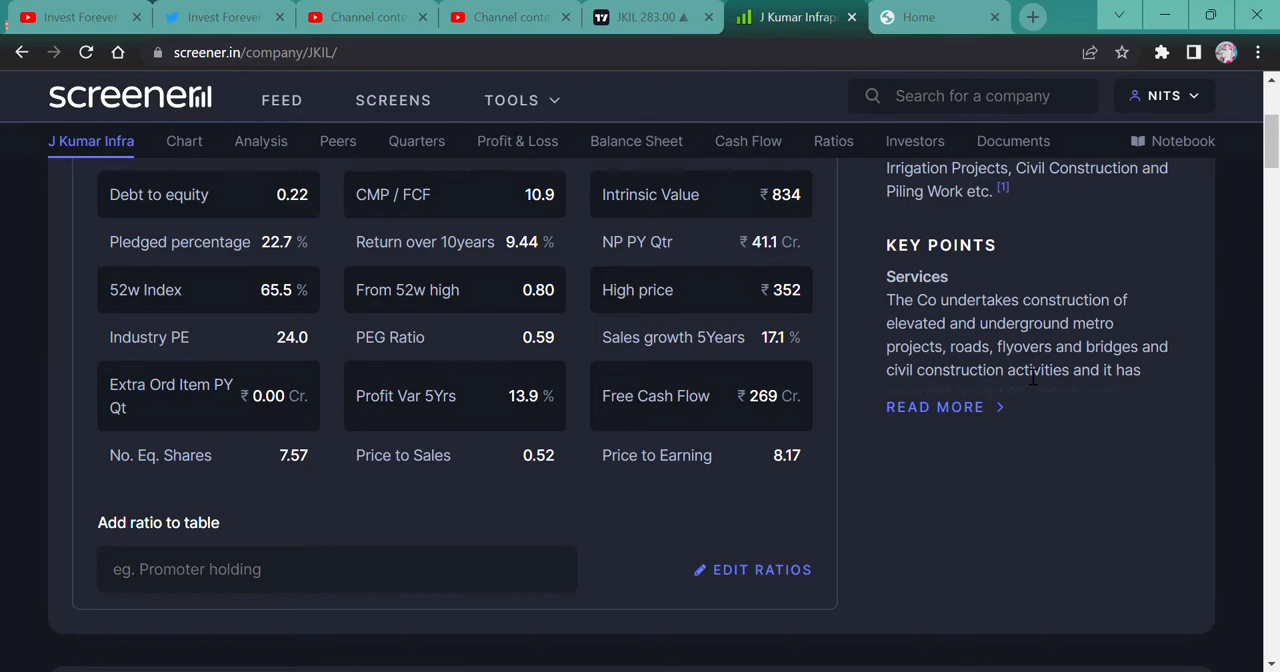 Invest Forever
Invest Forever
Channel conte
Channel conte
JKIL 283.00 ▲
J Kumar Infrap
Home
screener.in/company/JKIL/
screener
FEED
SCREENS
TOOLS
Search for a company
NITS
J Kumar Infra
Chart
Analysis
Peers
Quarters
Profit & Loss
Balance Sheet
Cash Flow
Ratios
Investors
Documents
Notebook
Debt to equity 0.22
CMP / FCF 10.9
Intrinsic Value ₹ 834
Pledged percentage 22.7 %
Return over 10years 9.44 %
NP PY Qtr ₹ 41.1 Cr.
52w Index 65.5 %
From 52w high 0.80
High price ₹ 352
Industry PE 24.0
PEG Ratio 0.59
Sales growth 5Years 17.1 %
Extra Ord Item PY
Qt
₹ 0.00 Cr.
Profit Var 5Yrs 13.9 %
Free Cash Flow ₹ 269 Cr.
No. Eq. Shares 7.57
Price to Sales 0.52
Price to Earning 8.17
Add ratio to table
eg. Promoter holding
EDIT RATIOS
Irrigation Projects, Civil Construction and
Piling Work etc. [1]
KEY POINTS
Services
The Co undertakes construction of
elevated and underground metro
projects, roads, flyovers and bridges and
civil construction activities and it has
READ MORE >